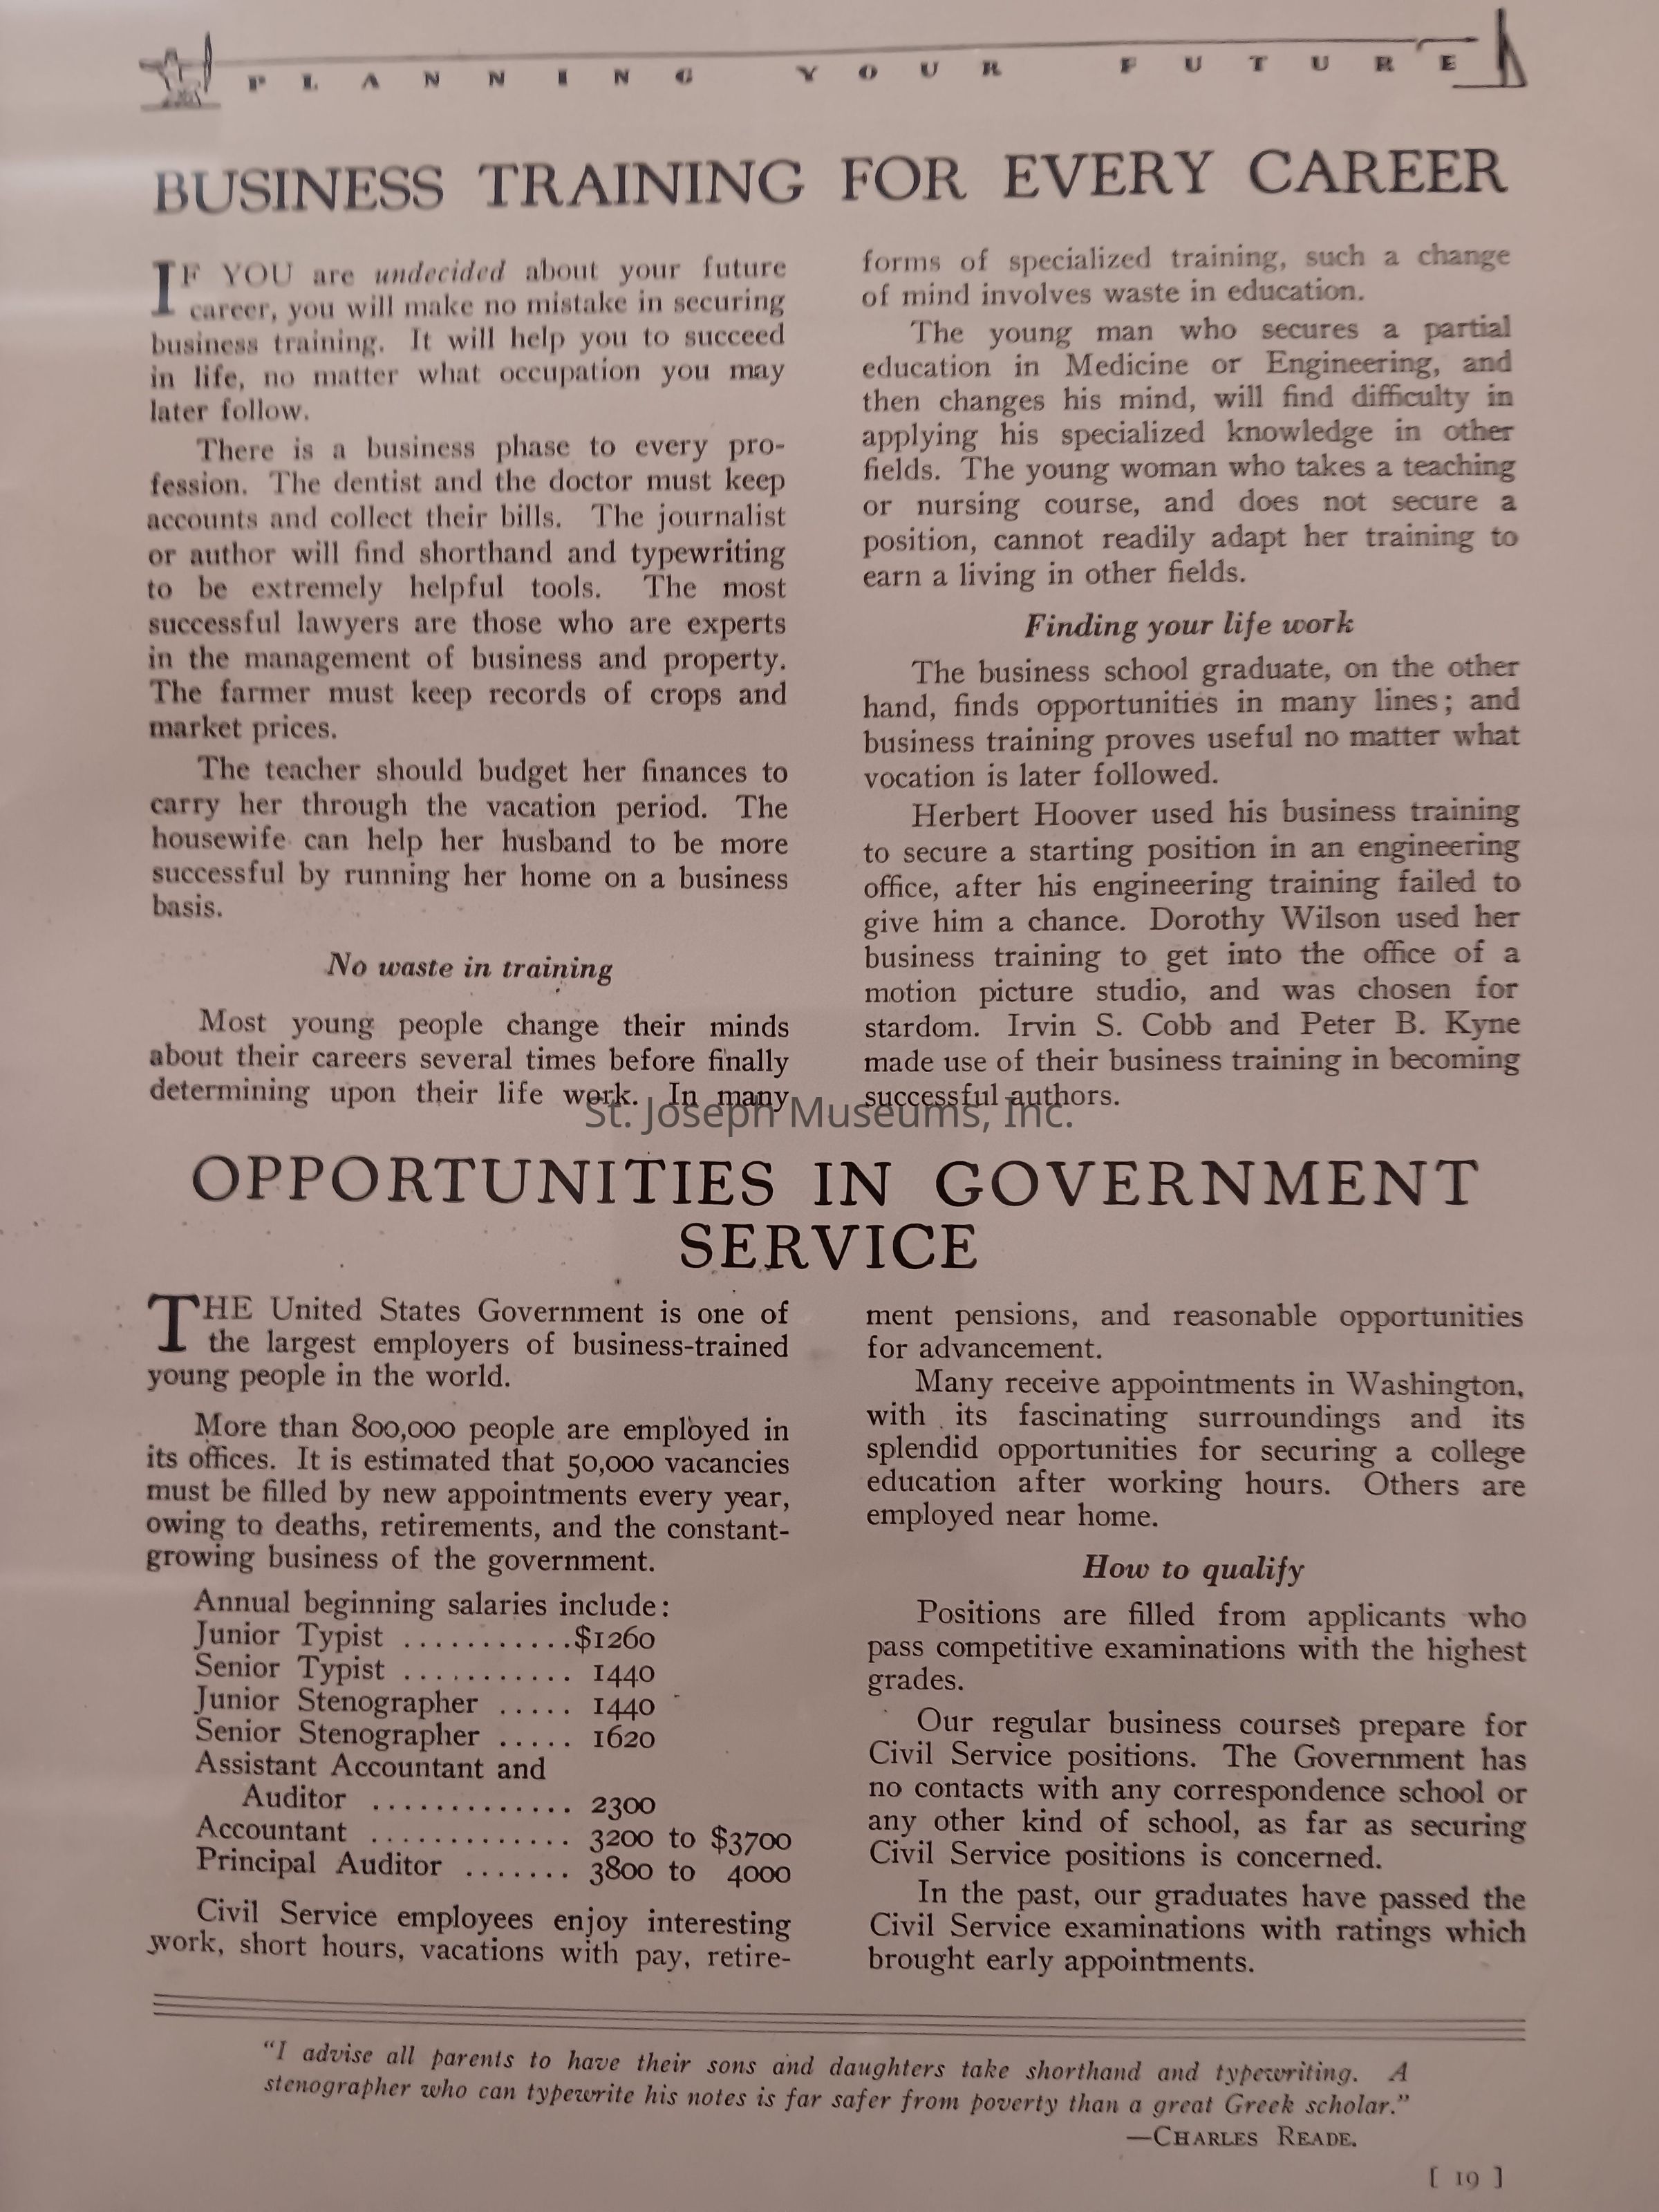 PLANNING YOUR FUTURE
BUSINESS TRAINING FOR EVERY CAREER
IF YOU are undecided about your future
career, you will make no mistake in securing
business training. It will help you to succeed
in life, no matter what occupation you may
later follow.
There is a business phase to every pro-
fession. The dentist and the doctor must keep
accounts and collect their bills. The journalist
or author will find shorthand and typewriting
to be extremely helpful tools. The most
successful lawyers are those who are experts
in the management of business and property.
The farmer must keep records of crops and
market prices.
The teacher should budget her finances to
carry her through the vacation period. The
housewife can help her husband to be more
successful by running her home on a business
basis.
No waste in training
Most young people change their minds
about their careers several times before finally
determining upon their life work. In many
forms of specialized training, such a change
of mind involves waste in education.
The young man who secures a partial
education in Medicine or Engineering, and
then changes his mind, will find difficulty in
applying his specialized knowledge in other
fields. The young woman who takes a teaching
or nursing course, and does not secure a
position, cannot readily adapt her training to
earn a living in other fields.
Finding your life work
The business school graduate, on the other
hand, finds opportunities in many lines; and
business training proves useful no matter what
vocation is later followed.
Herbert Hoover used his business training
to secure a starting position in an engineering
office, after his engineering training failed to
give him a chance. Dorothy Wilson used her
business training to get into the office of a
motion picture studio, and was chosen for
stardom. Irvin S. Cobb and Peter B. Kyne
made use of their business training in becoming
successful authors.
St. Joseph Museums, Inc.
OPPORTUNITIES IN GOVERNMENT
SERVICE
THE United States Government is one of
the largest employers of business-trained
young people in the world.
More than 800,000 people are employed in
its offices. It is estimated that 50,000 vacancies
must be filled by new appointments every year,
owing to deaths, retirements, and the constant-
growing business of the government.
Annual beginning salaries include:
Junior Typist ...........$1260
Senior Typist ........... 1440
Junior Stenographer ..... 1440
Senior Stenographer ..... 1620
Assistant Accountant and
Auditor ............. 2300
Accountant ............. 3200 to $3700
Principal Auditor ....... 3800 to 4000
Civil Service employees enjoy interesting
work, short hours, vacations with pay, retire-
ment pensions, and reasonable opportunities
for advancement.
Many receive appointments in Washington,
with its fascinating surroundings and its
splendid opportunities for securing a college
education after working hours. Others are
employed near home.
How to qualify
Positions are filled from applicants who
pass competitive examinations with the highest
grades.
Our regular business courses prepare for
Civil Service positions. The Government has
no contacts with any correspondence school or
any other kind of school, as far as securing
Civil Service positions is concerned.
In the past, our graduates have passed the
Civil Service examinations with ratings which
brought early appointments.
"I advise all parents to have their sons and daughters take shorthand and typewriting. A
stenographer who can typewrite his notes is far safer from poverty than a great Greek scholar."
—CHARLES READE.
[ 19 ]